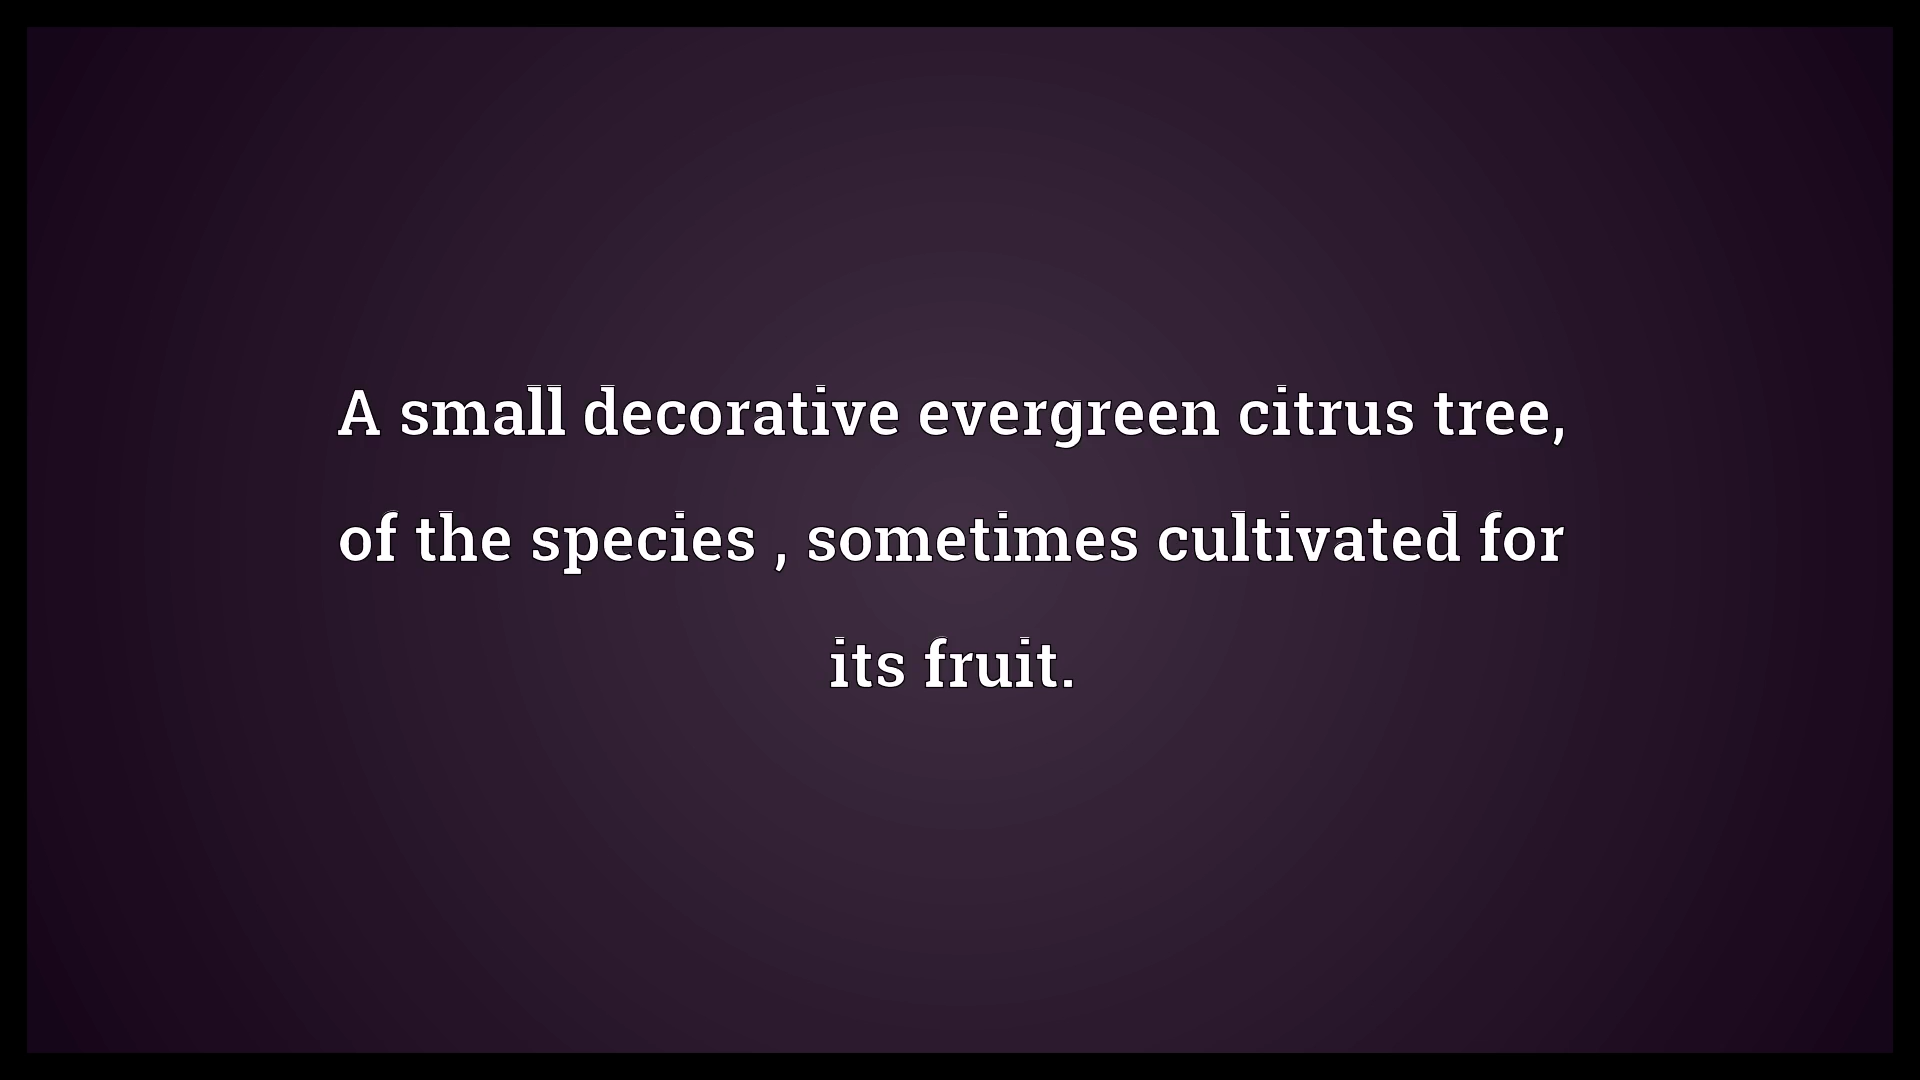 A small decorative evergreen citrus tree,
of the species , sometimes cultivated for
its fruit.